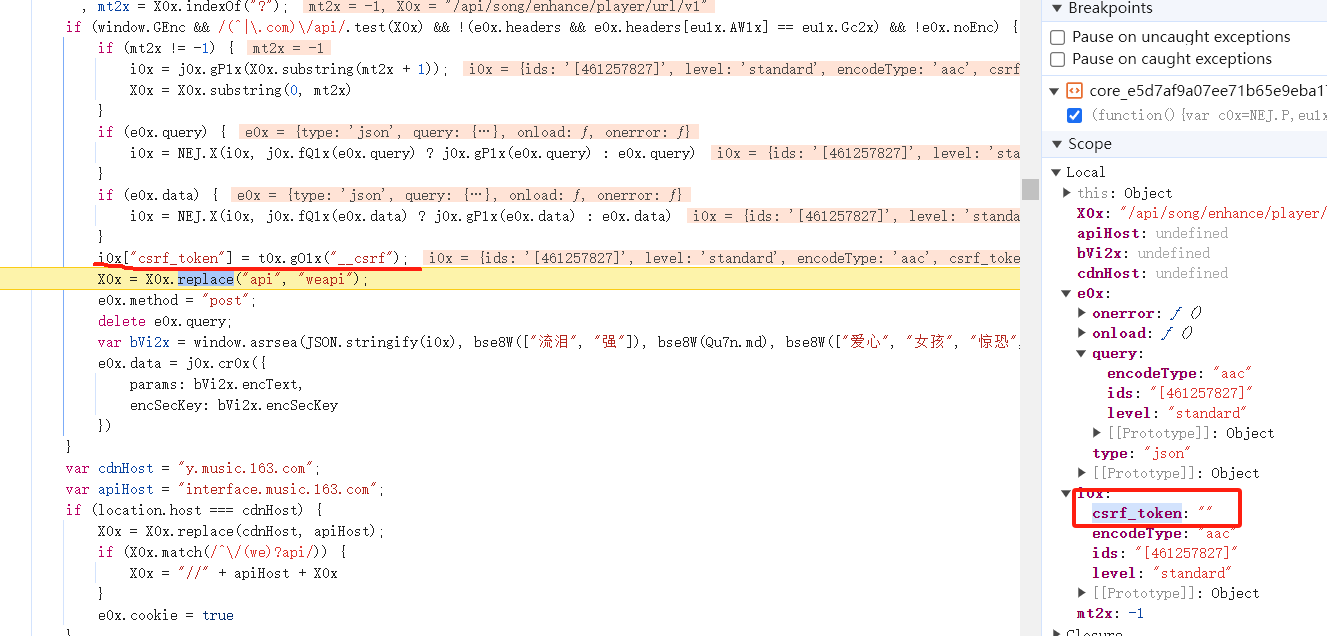 , mt2x = X0x.indexOf("?");  mt2x = -1, X0x = "/api/song/enhance/player/url/v1"
if (window.GEnc && /(^|\.com)\/api/.test(X0x) && !(e0x.headers && e0x.headers[eu1x.AW1x] == eu1x.Gc2x) && !e0x.noEnc) {
if (mt2x != -1) {  mt2x = -1
i0x = j0x.gP1x(X0x.substring(mt2x + 1));  i0x = {ids: '[461257827]', level: 'standard', encodeType: 'aac', csrf
X0x = X0x.substring(0, mt2x)
}
if (e0x.query) {  e0x = {type: 'json', query: {…}, onload: ƒ, onerror: ƒ}
i0x = NEJ.X(i0x, j0x.fQ1x(e0x.query) ? j0x.gP1x(e0x.query) : e0x.query)  i0x = {ids: '[461257827]', level: 'sta
}
if (e0x.data) {  e0x = {type: 'json', query: {…}, onload: ƒ, onerror: ƒ}
i0x = NEJ.X(i0x, j0x.fQ1x(e0x.data) ? j0x.gP1x(e0x.data) : e0x.data)  i0x = {ids: '[461257827]', level: 'standa
}
i0x["csrf_token"] = t0x.gO1x("__csrf");  i0x = {ids: '[461257827]', level: 'standard', encodeType: 'aac', csrf_toke
X0x = X0x.replace("api", "weapi");
e0x.method = "post";
delete e0x.query;
var bVi2x = window.asrsea(JSON.stringify(i0x), bse8W(["流泪", "强"]), bse8W(Qu7n.md), bse8W(["爱心", "女孩", "惊恐",
e0x.data = j0x.cr0x({
params: bVi2x.encText,
encSecKey: bVi2x.encSecKey
})
}
var cdnHost = "y.music.163.com";
var apiHost = "interface.music.163.com";
if (location.host === cdnHost) {
X0x = X0x.replace(cdnHost, apiHost);
if (X0x.match(/^\/(we)?api/)) {
X0x = "//" + apiHost + X0x
}
e0x.cookie = true
}
Breakpoints
Pause on uncaught exceptions
Pause on caught exceptions
core_e5d7af9a07ee71b65e9eba17
(function(){var c0x=NEJ.P,eu1x
Scope
Local
this: Object
X0x: "/api/song/enhance/player/
apiHost: undefined
bVi2x: undefined
cdnHost: undefined
e0x:
onerror: ƒ ()
onload: ƒ ()
query:
encodeType: "aac"
ids: "[461257827]"
level: "standard"
[[Prototype]]: Object
type: "json"
[[Prototype]]: Object
i0x:
csrf_token: ""
encodeType: "aac"
ids: "[461257827]"
level: "standard"
[[Prototype]]: Object
mt2x: -1
Closure